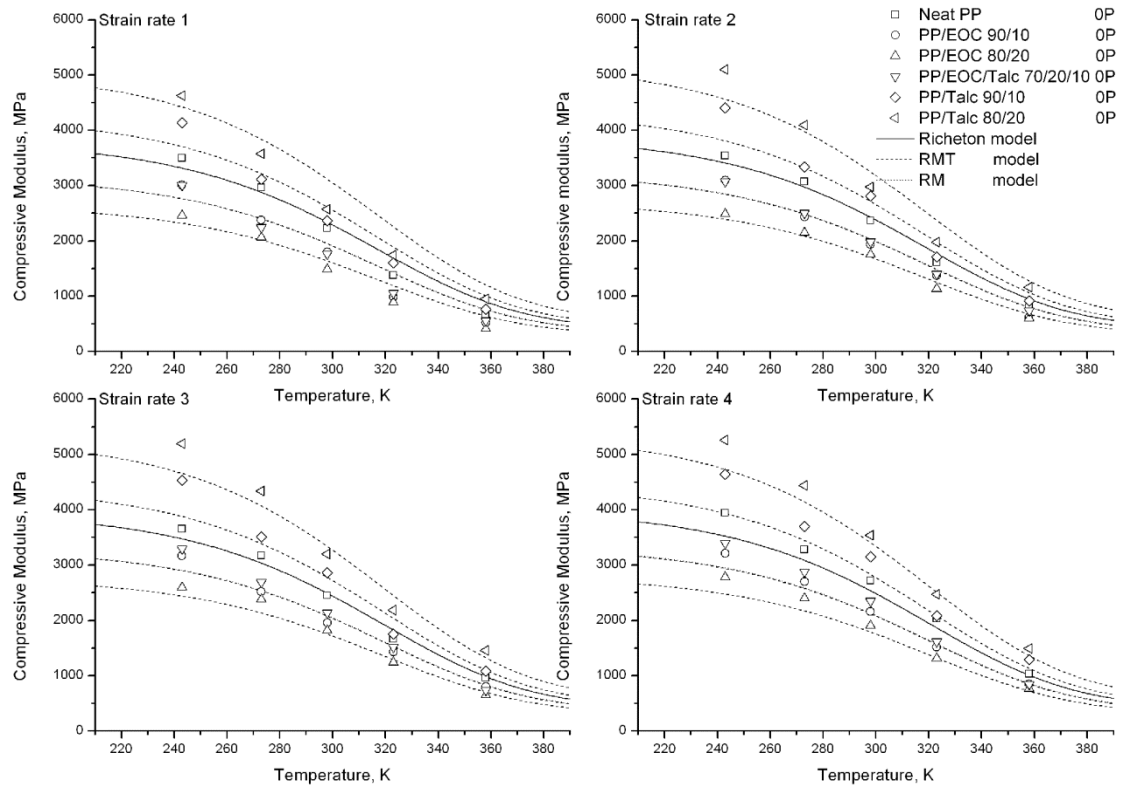 Strain rate 1
6000
5000
4000
3000
2000
1000
0
Compressive Modulus, MPa
220 240 260 280 300 320 340 360 380
Temperature, K
Strain rate 2
6000
5000
4000
3000
2000
1000
0
Compressive modulus, MPa
220 240 260 280 300 320 340 360 380
Temperature, K
Neat PP 0P
PP/EOC 90/10 0P
PP/EOC 80/20 0P
PP/EOC/Talc 70/20/10 0P
PP/Talc 90/10 0P
PP/Talc 80/20 0P
Richeton model
RMT model
RM model
Strain rate 3
6000
5000
4000
3000
2000
1000
0
Compressive Modulus, MPa
220 240 260 280 300 320 340 360 380
Temperature, K
Strain rate 4
6000
5000
4000
3000
2000
1000
0
Compressive Modulus, MPa
220 240 260 280 300 320 340 360 380
Temperature, K